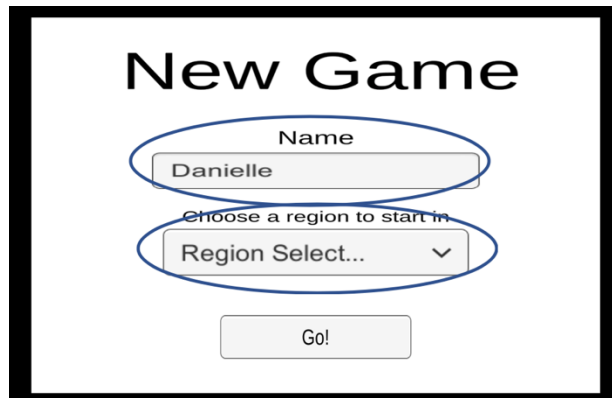 New Game
Name
Danielle
Choose a region to start in
Region Select...
Go!